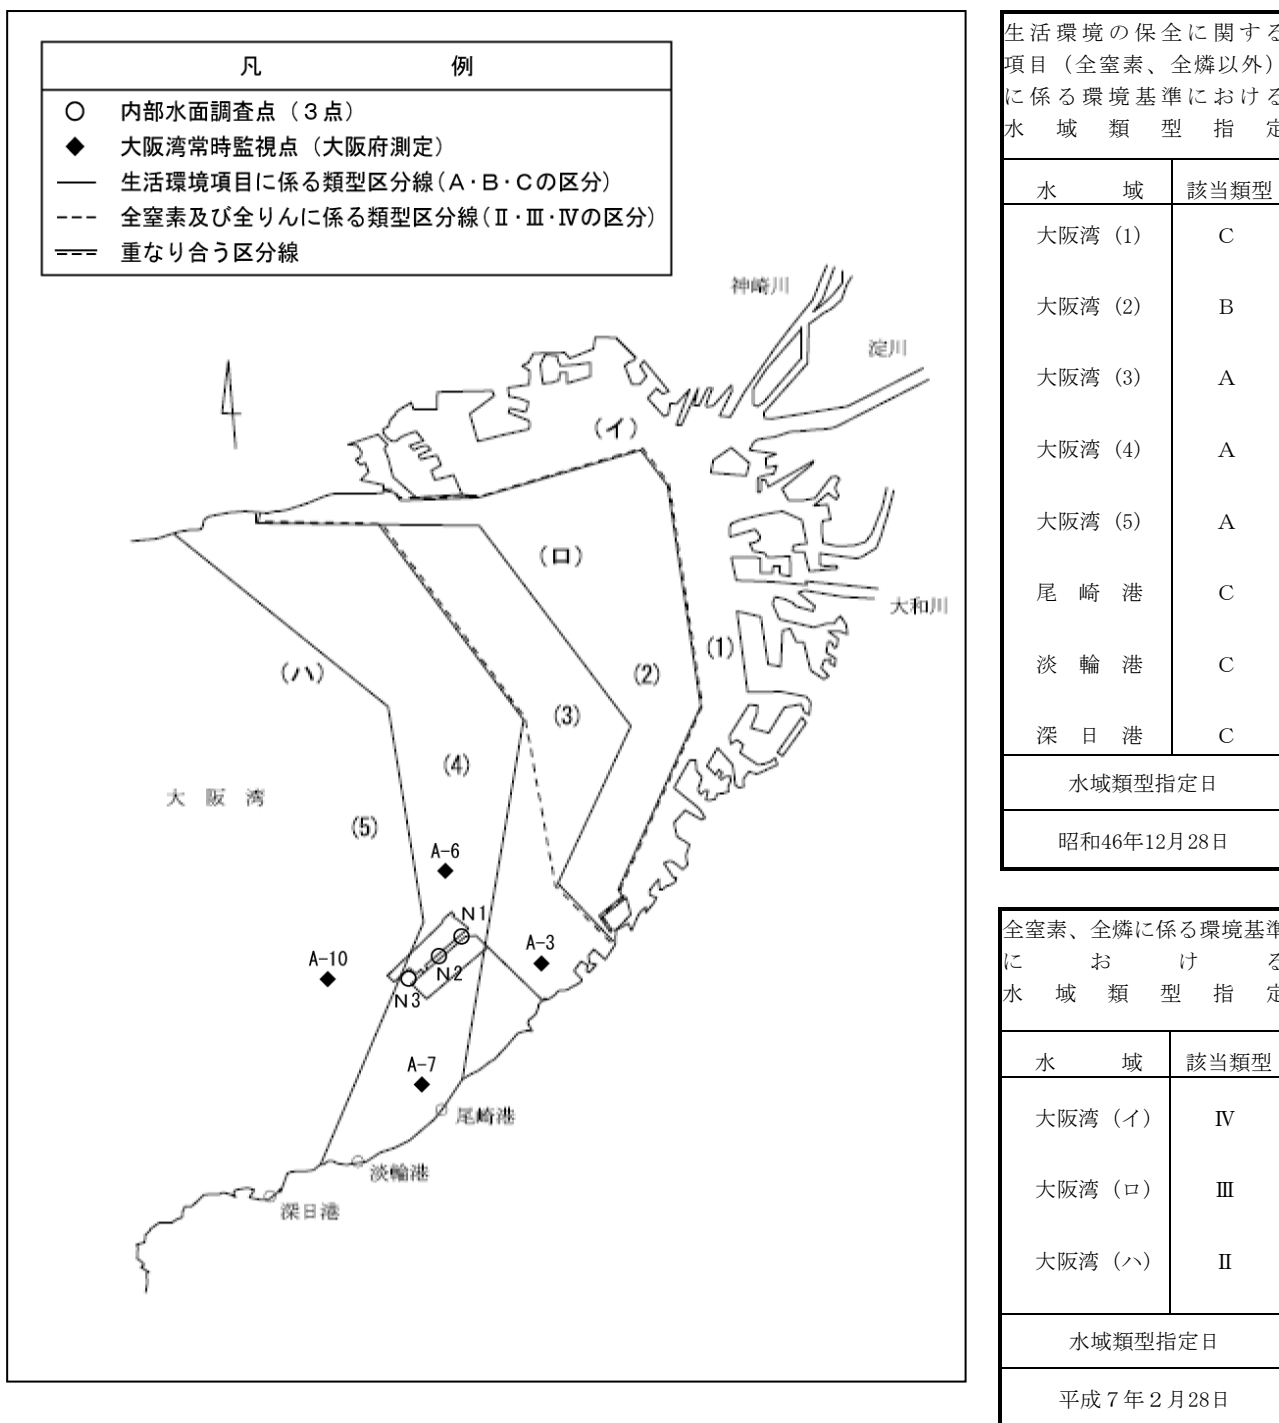 凡 例
内部水面調査点（３点）
大阪湾常時監視点（大阪府測定）
生活環境項目に係る類型区分線（Ａ・Ｂ・Ｃの区分）
全窒素及び全りんに係る類型区分線（Ⅱ・Ⅲ・Ⅳの区分）
重なり合う区分線
神崎川
淀川
(イ)
(ロ)
大和川
(1)
(ハ)
(2)
(3)
(4)
大 阪 湾
(5)
A-6
N1
A-3
A-10
N2
N3
A-7
尾崎港
淡輪港
深日港
生活環境の保全に関する
項目（全窒素、全燐以外）
に係る環境基準における
水域類型指定
水 域 該当類型
大阪湾（1） C
大阪湾（2） B
大阪湾（3） A
大阪湾（4） A
大阪湾（5） A
尾 崎 港 C
淡 輪 港 C
深 日 港 C
水域類型指定日
昭和46年12月28日
全窒素、全燐に係る環境基準
における
水域類型指定
水 域 該当類型
大阪湾（イ） Ⅳ
大阪湾（ロ） Ⅲ
大阪湾（ハ） Ⅱ
水域類型指定日
平成７年２月28日